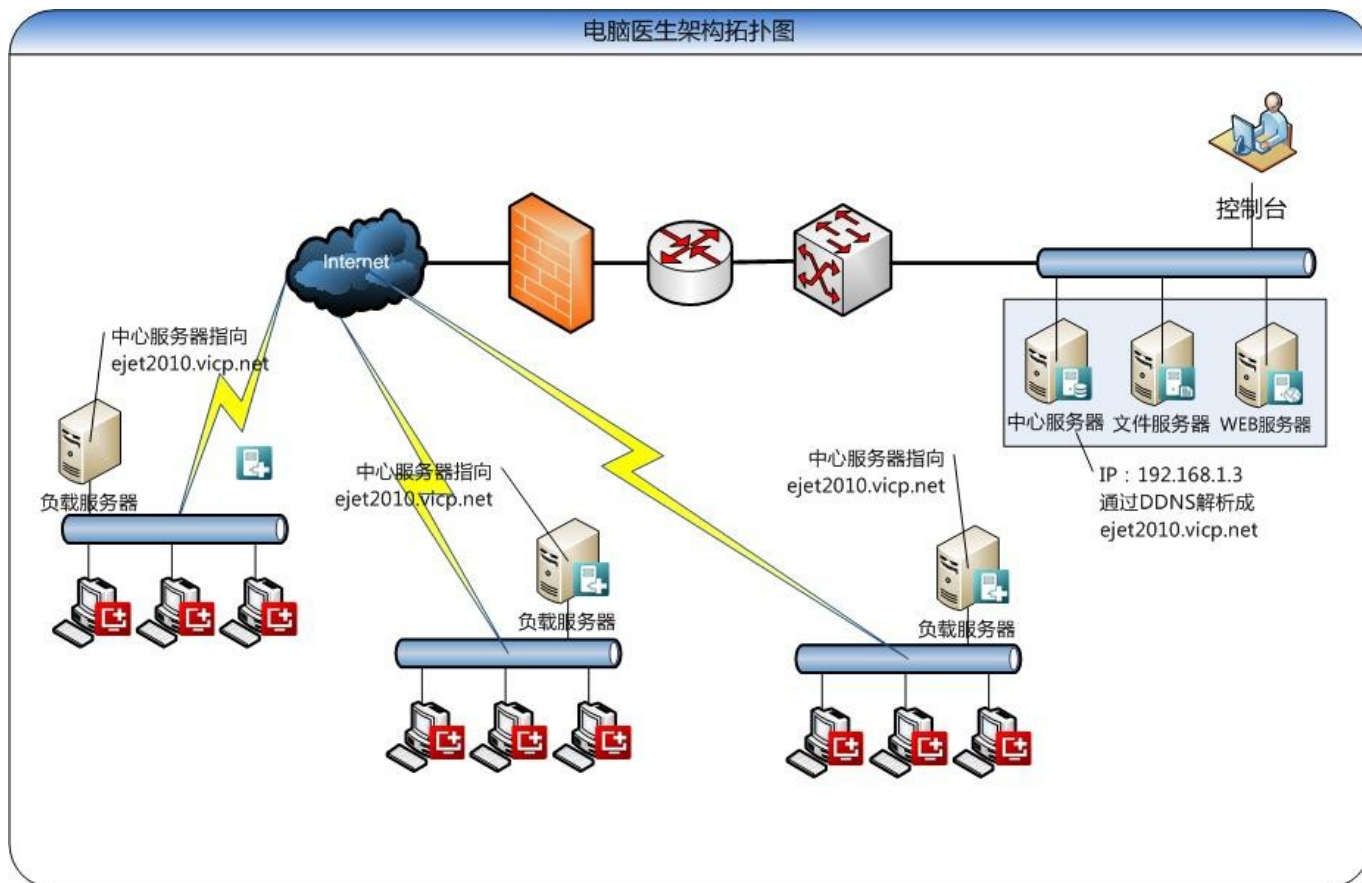 电脑医生架构拓扑图
控制台
Internet
中心服务器指向
ejet2010.vicp.net
负载服务器
中心服务器指向
ejet2010.vicp.net
负载服务器
中心服务器指向
ejet2010.vicp.net
负载服务器
中心服务器
文件服务器
WEB服务器
IP：192.168.1.3
通过DDNS解析成
ejet2010.vicp.net